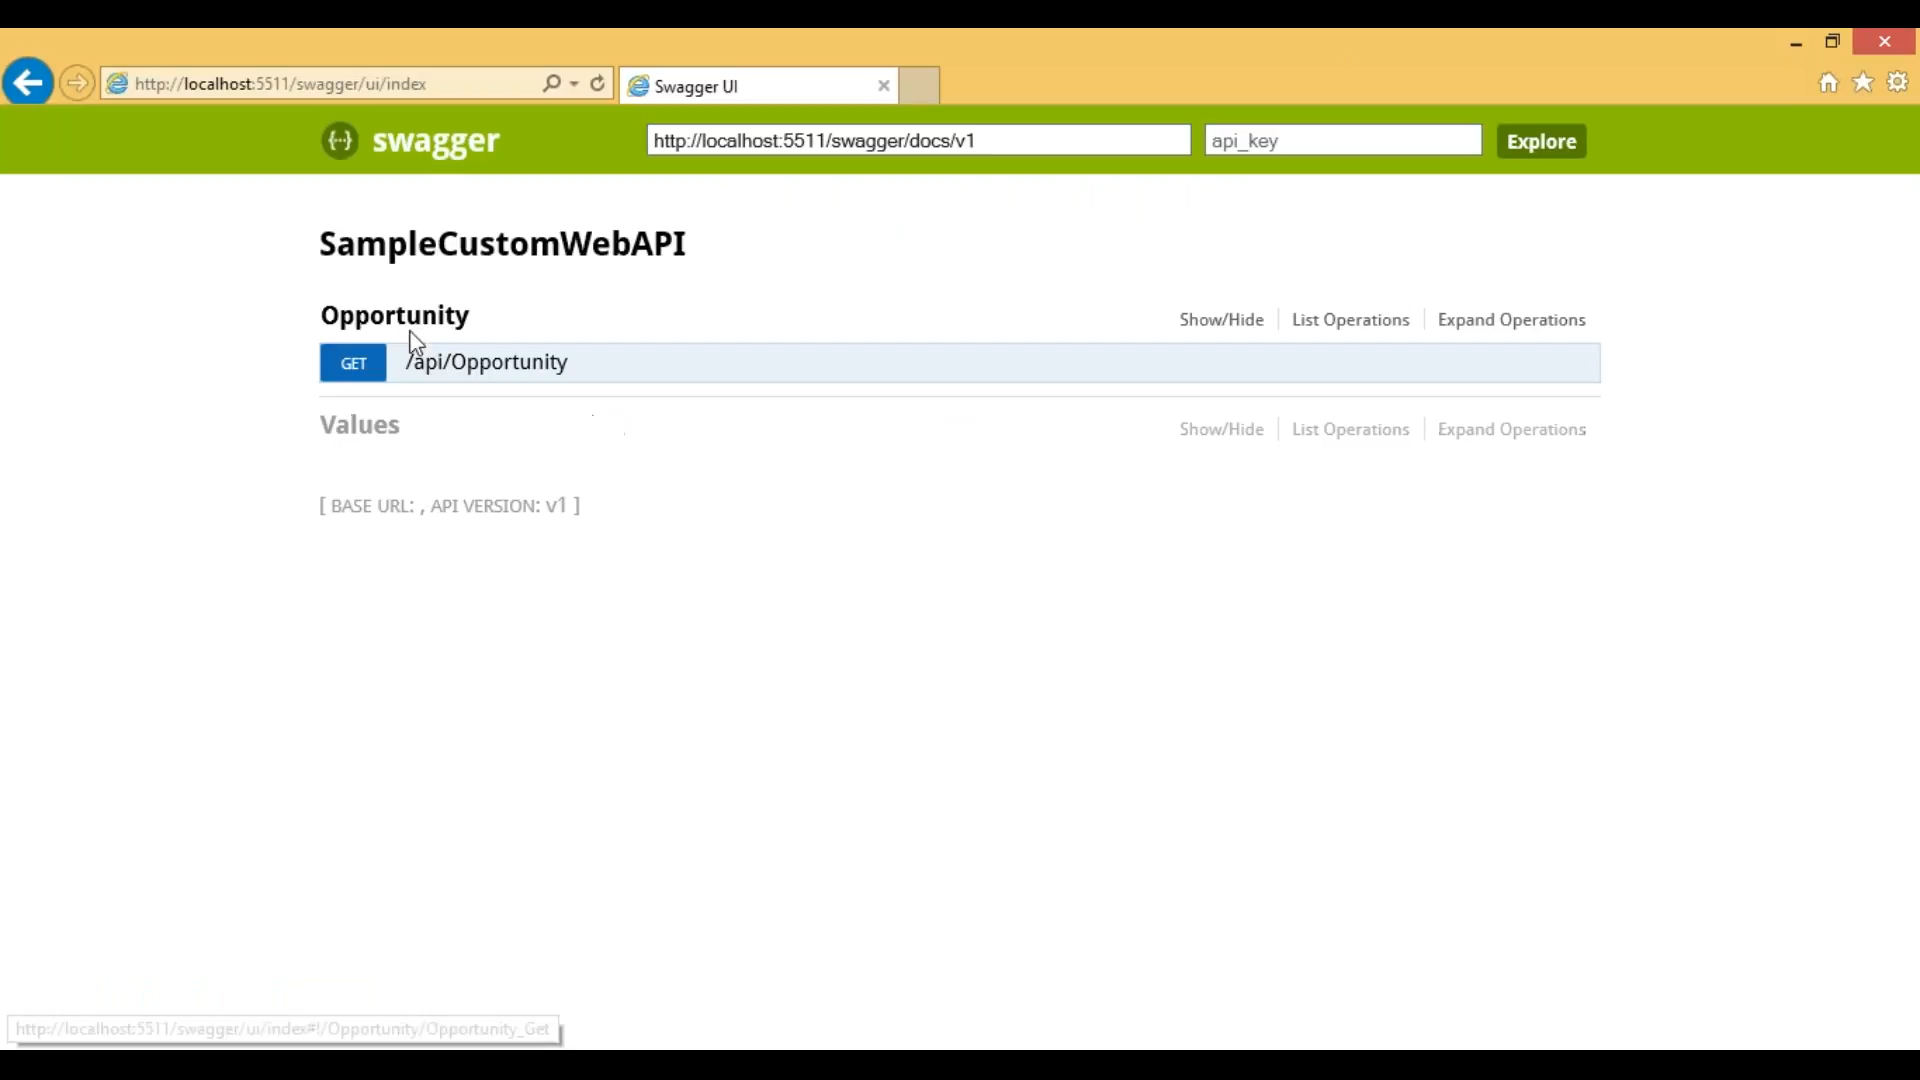 http://localhost:5511/swagger/ui/index
Swagger UI
{···} swagger
http://localhost:5511/swagger/docs/v1
api_key
Explore
SampleCustomWebAPI
Opportunity
Show/Hide
List Operations
Expand Operations
GET
/api/Opportunity
Values
Show/Hide
List Operations
Expand Operations
[ BASE URL: , API VERSION: v1 ]
http://localhost:5511/swagger/ui/index#!/Opportunity/Opportunity_Get